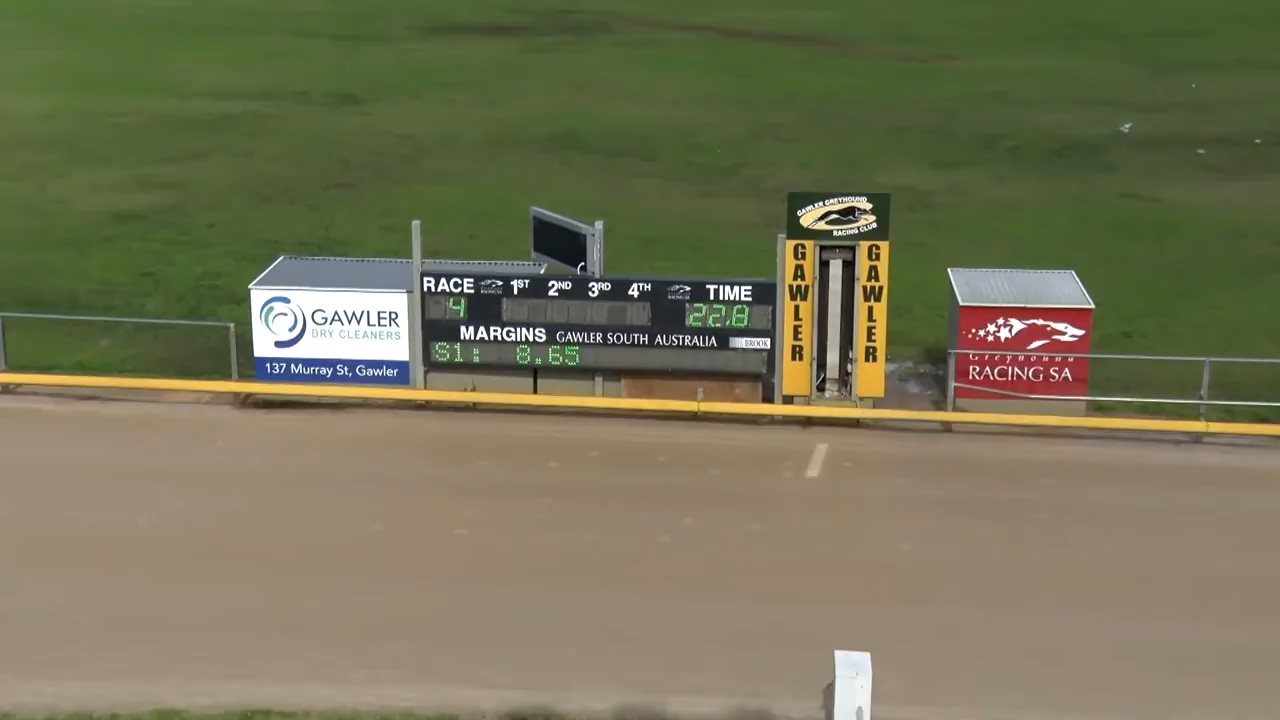 GAWLER GREYHOUND
RACING CLUB
GAWLER
GAWLER
RACE 1ST 2ND 3RD 4TH TIME
4 22.8
MARGINS GAWLER SOUTH AUSTRALIA BROOK
S1: 8.65
GAWLER
DRY CLEANERS
137 Murray St, Gawler
Greyhound
RACING SA